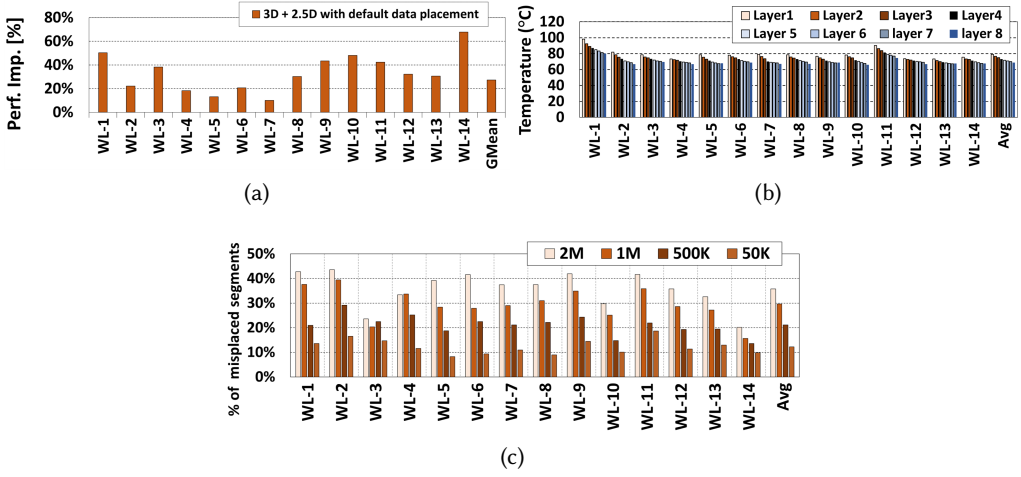 3D + 2.5D with default data placement
Perf. Imp. [%]
80%
60%
40%
20%
0%
WL-1
WL-2
WL-3
WL-4
WL-5
WL-6
WL-7
WL-8
WL-9
WL-10
WL-11
WL-12
WL-13
WL-14
GMean
(a)
Layer1 Layer2 Layer3 Layer4
Layer 5 Layer 6 layer 7 layer 8
Temperature (°C)
120
100
80
60
40
20
0
WL-1
WL-2
WL-3
WL-4
WL-5
WL-6
WL-7
WL-8
WL-9
WL-10
WL-11
WL-12
WL-13
WL-14
Avg
(b)
2M 1M 500K 50K
% of misplaced segments
50%
40%
30%
20%
10%
0%
WL-1
WL-2
WL-3
WL-4
WL-5
WL-6
WL-7
WL-8
WL-9
WL-10
WL-11
WL-12
WL-13
WL-14
Avg
(c)